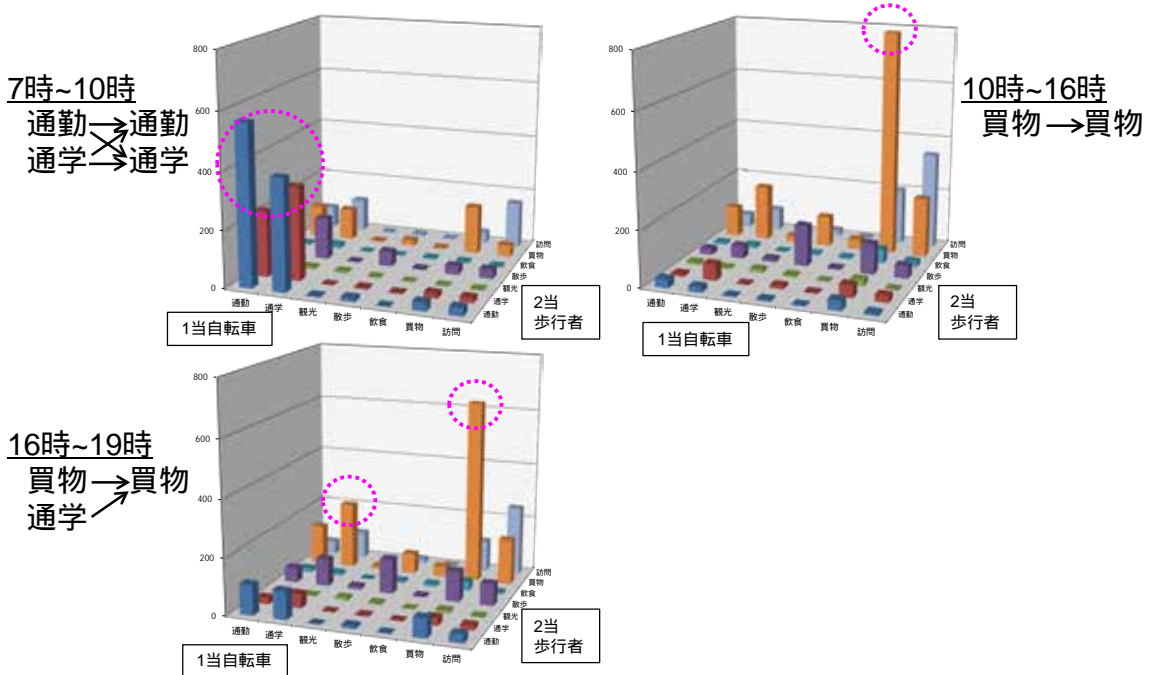 7時~10時
通勤→通勤
通学→通学
800
600
400
200
0
通勤
通学
観光
散歩
飲食
買物
訪問
通勤
通学
観光
散歩
飲食
買物
訪問
1当自転車
2当
歩行者
10時~16時
買物→買物
800
600
400
200
0
通勤
通学
観光
散歩
飲食
買物
訪問
通勤
通学
観光
散歩
飲食
買物
訪問
1当自転車
2当
歩行者
16時~19時
買物→買物
通学
800
600
400
200
0
通勤
通学
観光
散歩
飲食
買物
訪問
通勤
通学
観光
散歩
飲食
買物
訪問
1当自転車
2当
歩行者